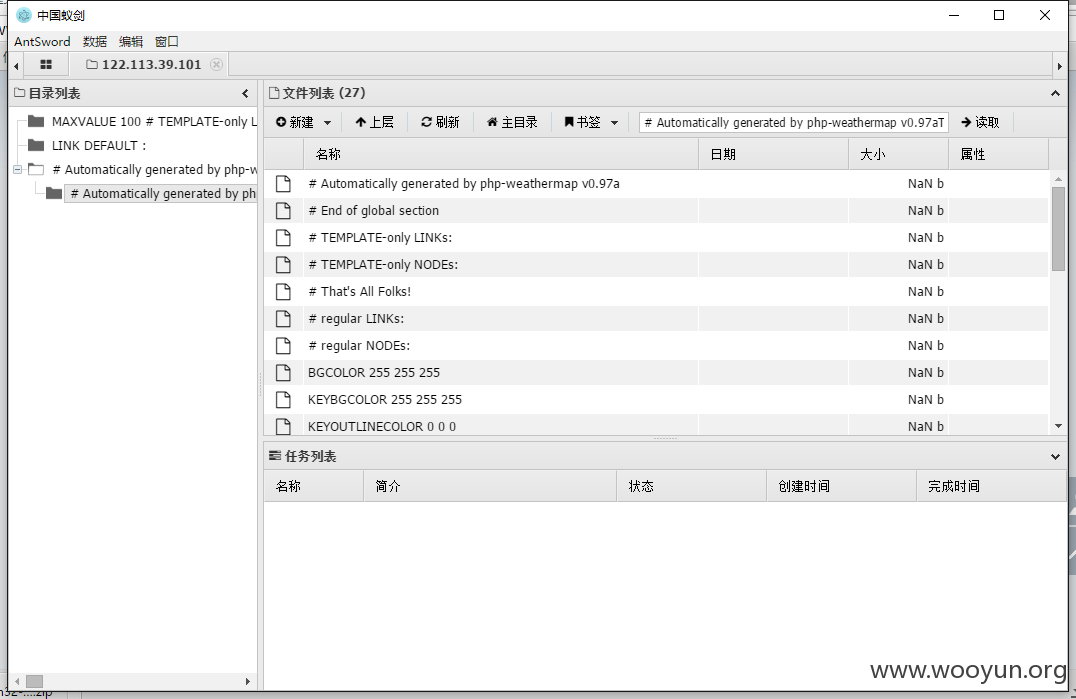 中国蚁剑
AntSword 数据 编辑 窗口
122.113.39.101
目录列表
MAXVALUE 100 # TEMPLATE-only L
LINK DEFAULT :
# Automatically generated by php-w
# Automatically generated by ph
文件列表 (27)
新建 上层 刷新 主目录 书签 # Automatically generated by php-weathermap v0.97aT 读取
名称 日期 大小 属性
# Automatically generated by php-weathermap v0.97a NaN b
# End of global section NaN b
# TEMPLATE-only LINKs: NaN b
# TEMPLATE-only NODEs: NaN b
# That's All Folks! NaN b
# regular LINKs: NaN b
# regular NODEs: NaN b
BGCOLOR 255 255 255 NaN b
KEYBGCOLOR 255 255 255 NaN b
KEYOUTLINECOLOR 0 0 0 NaN b
任务列表
名称 简介 状态 创建时间 完成时间
www.wooyun.org